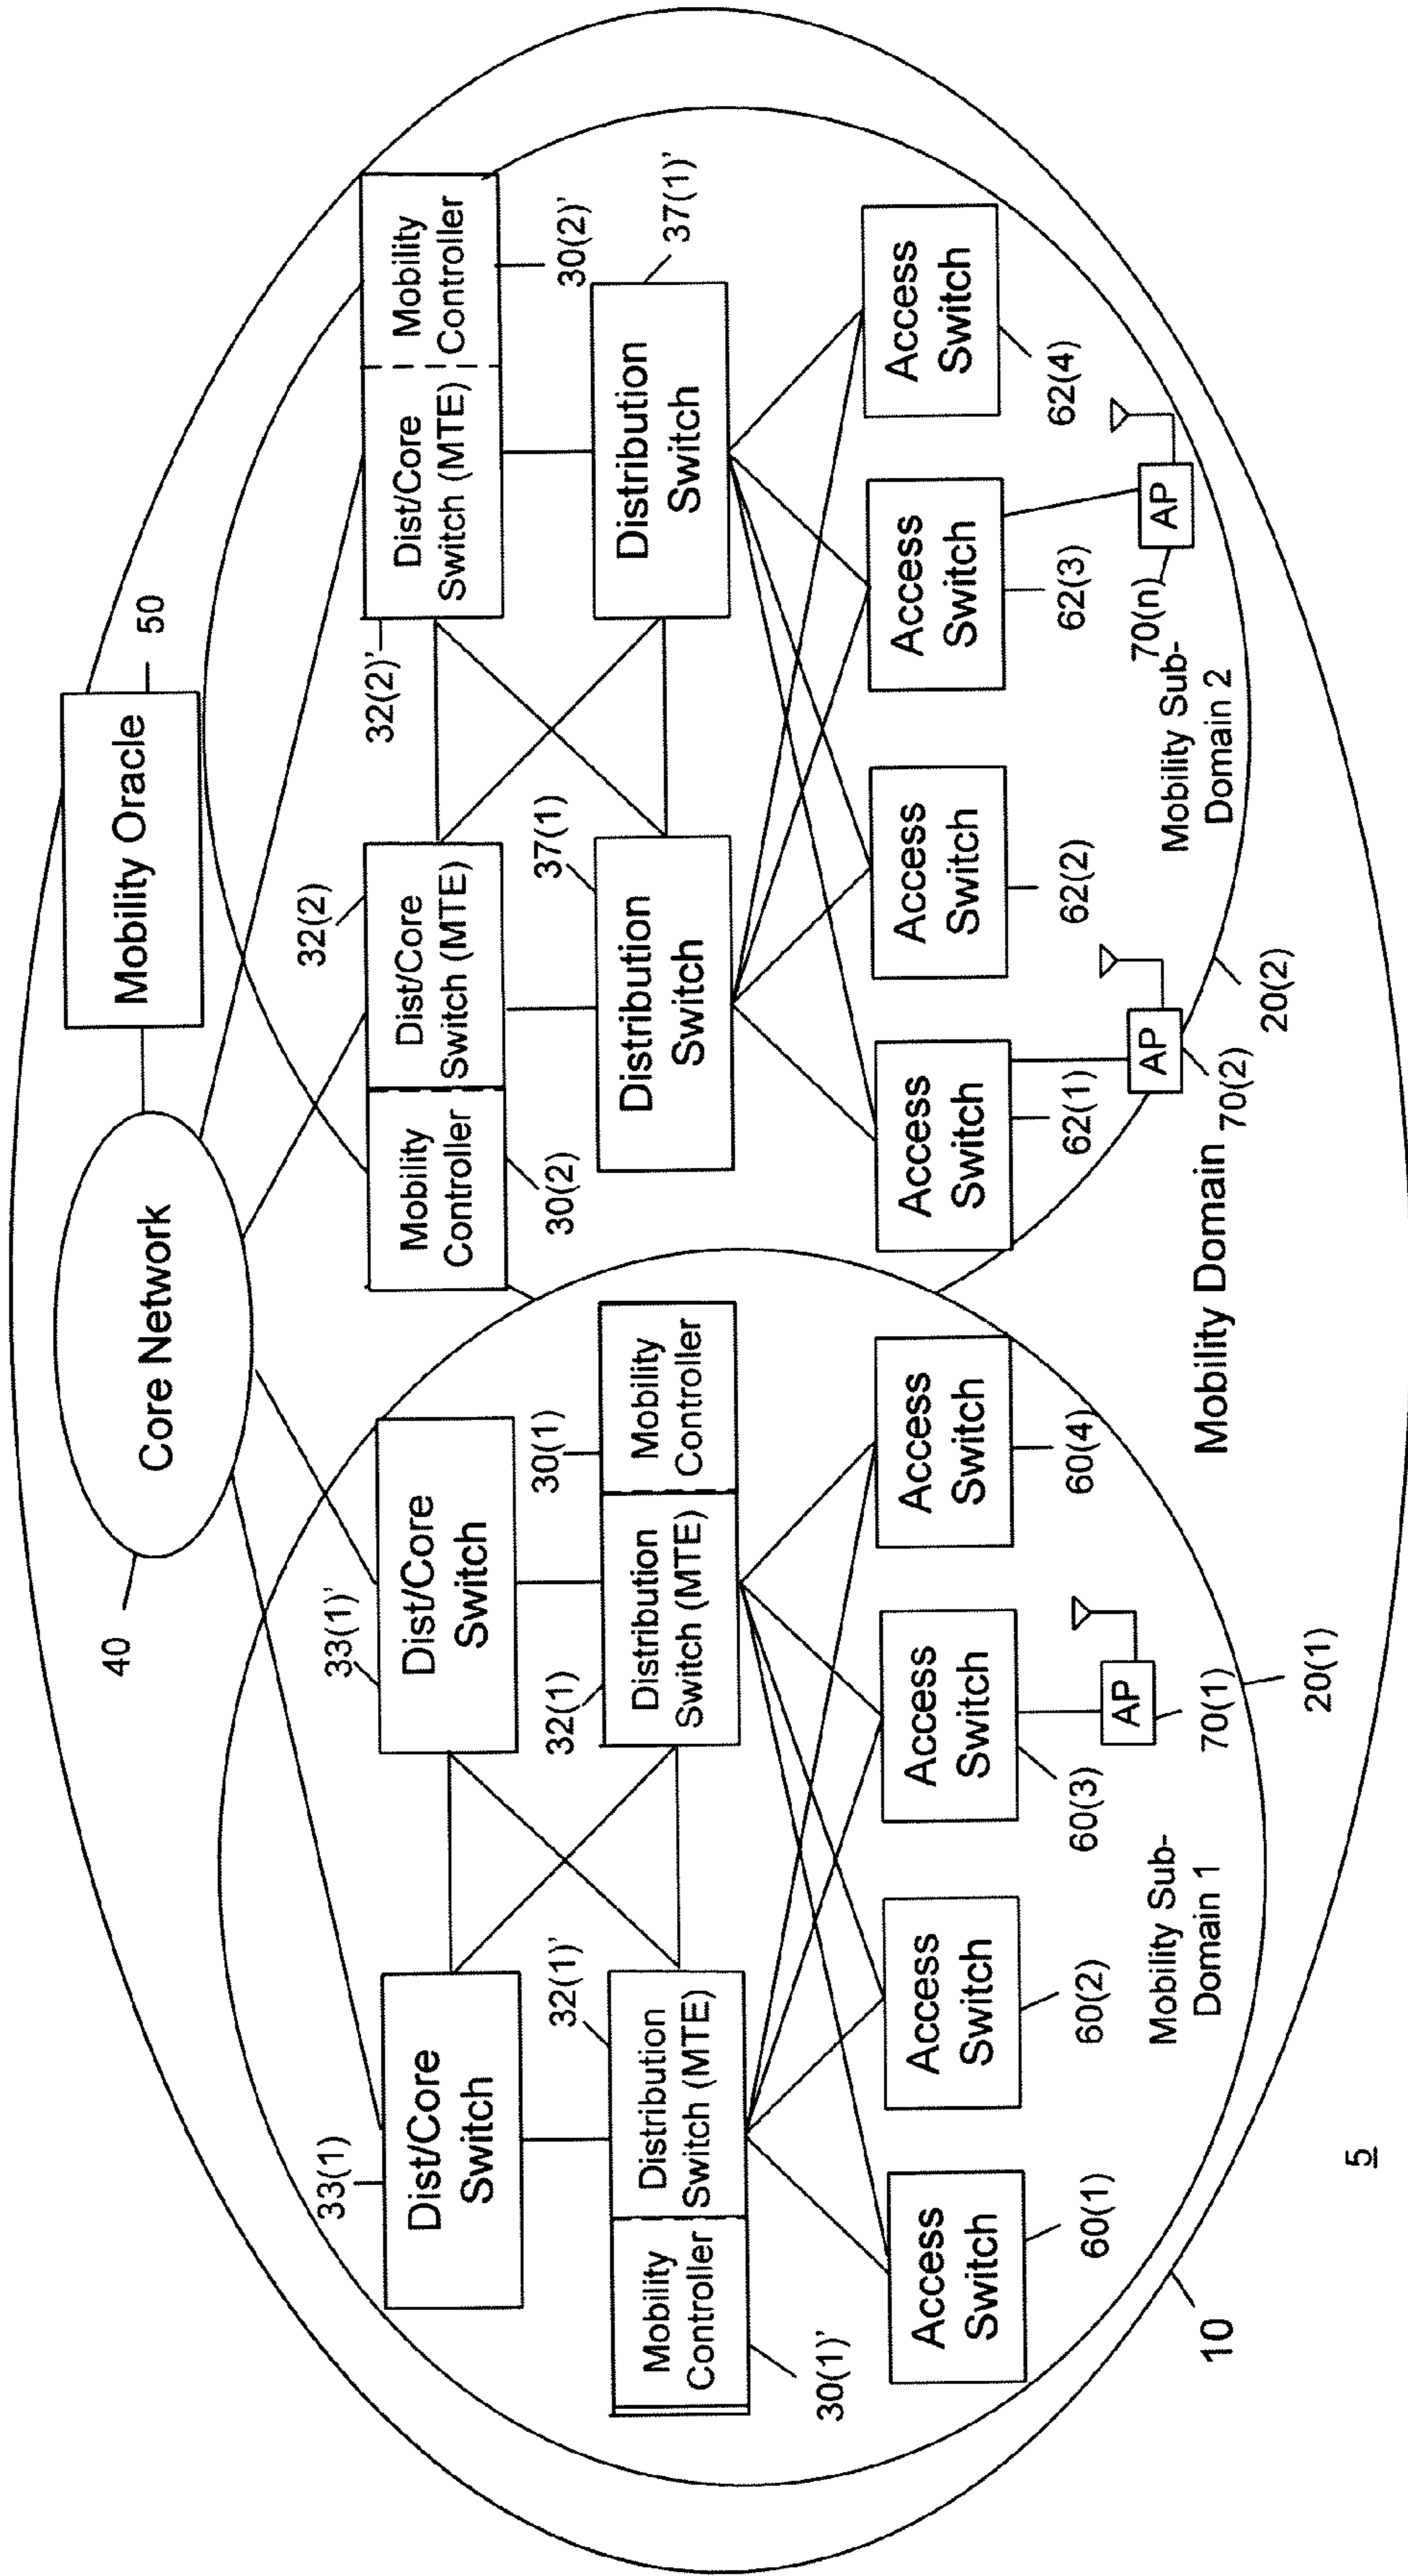 Mobility Oracle
50
Core Network
40
33(1)
Dist/Core
Switch
33(1)'
Dist/Core
Switch
32(2)
Mobility
Controller
Dist/Core
Switch (MTE)
30(2)
32(2)'
Dist/Core
Switch (MTE)
Mobility
Controller
30(2)'
32(1)'
Mobility
Controller
Distribution
Switch (MTE)
30(1)'
32(1)
30(1)
Distribution
Switch (MTE)
Mobility
Controller
37(1)
Distribution
Switch
37(1)'
Distribution
Switch
Access
Switch
60(1)
Access
Switch
60(2)
Access
Switch
60(3)
Access
Switch
60(4)
Access
Switch
62(1)
Access
Switch
62(2)
Access
Switch
62(3)
Access
Switch
62(4)
AP
70(1)
AP
70(2)
AP
70(n)
Mobility Sub-
Domain 1
20(1)
Mobility Sub-
Domain 2
20(2)
Mobility Domain
10
5